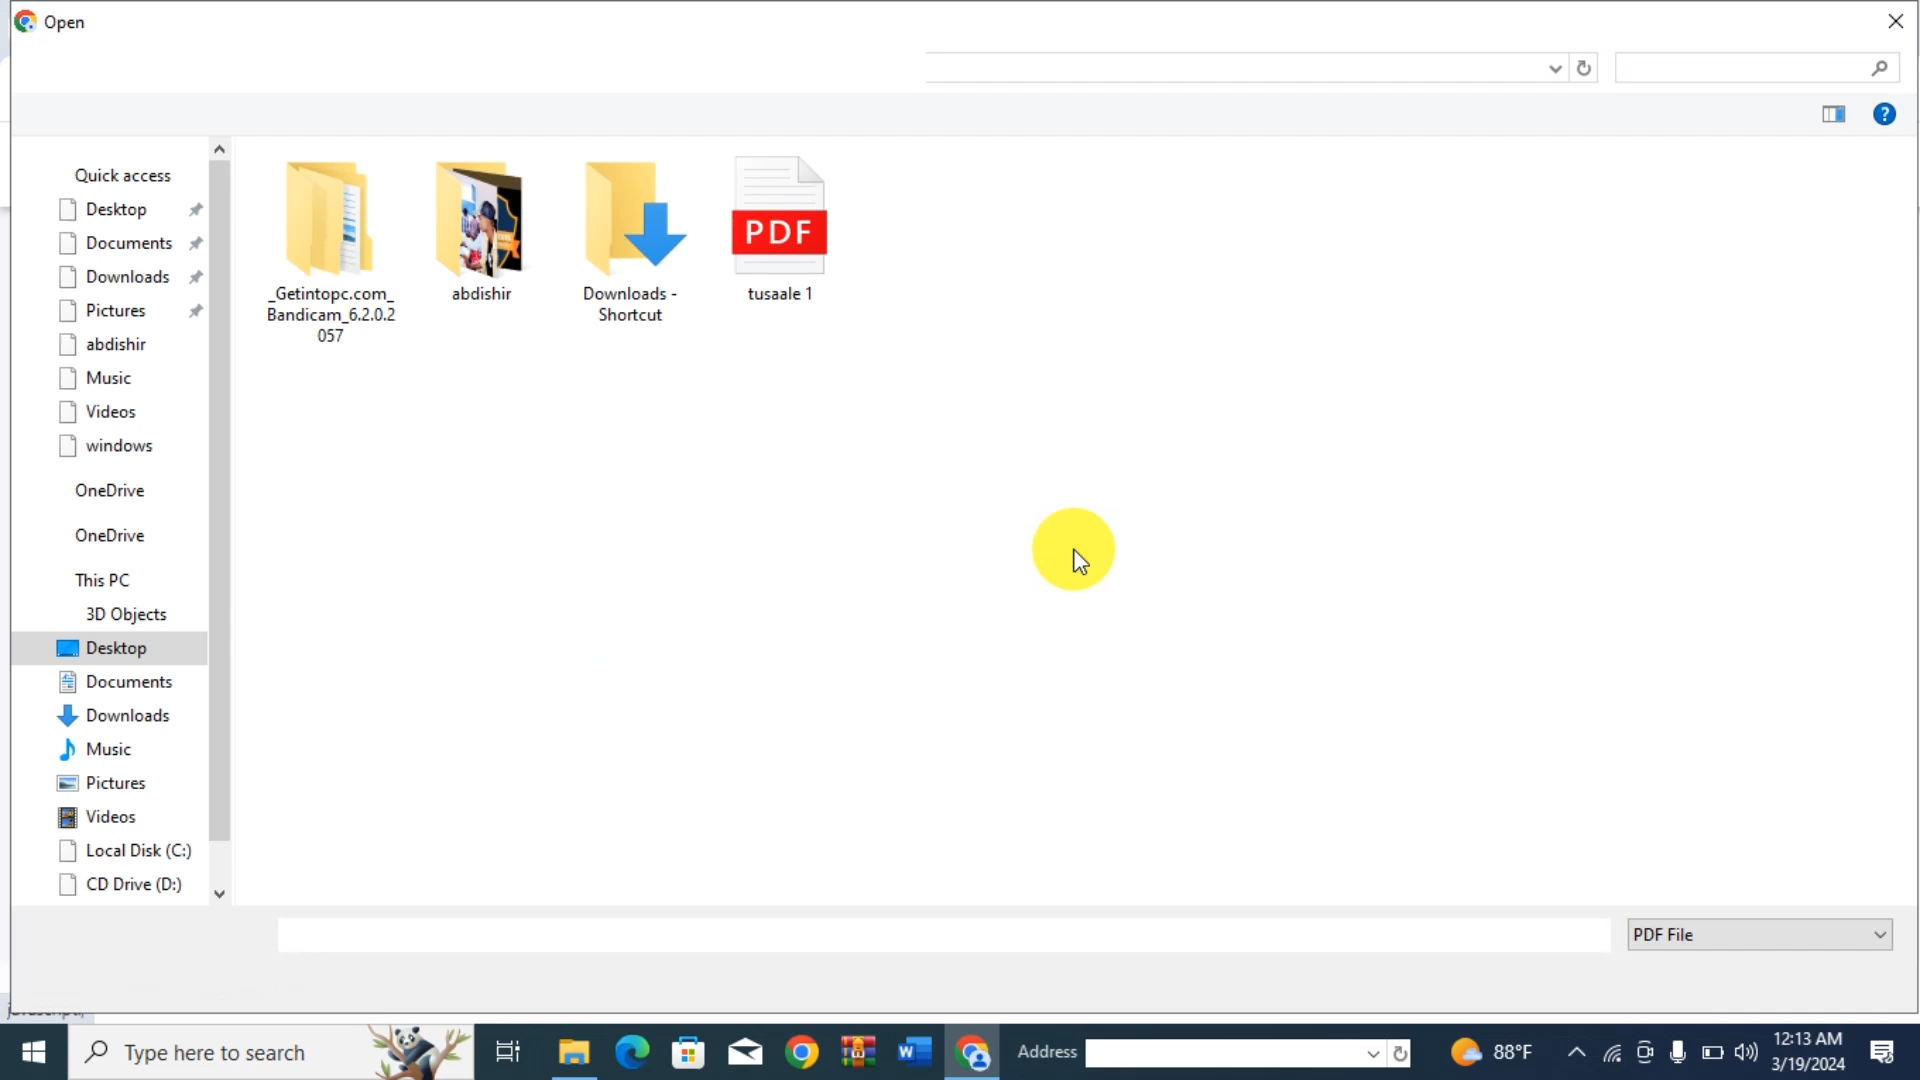 Open
Quick access
Desktop
Documents
Downloads
Pictures
abdishir
Music
Videos
windows
OneDrive
OneDrive
This PC
3D Objects
Desktop
Documents
Downloads
Music
Pictures
Videos
Local Disk (C:)
CD Drive (D:)
_Getintopc.com_
Bandicam_6.2.0.2
057
abdishir
Downloads -
Shortcut
PDF
tusaale 1
PDF File
Type here to search
Address
88°F
12:13 AM
3/19/2024